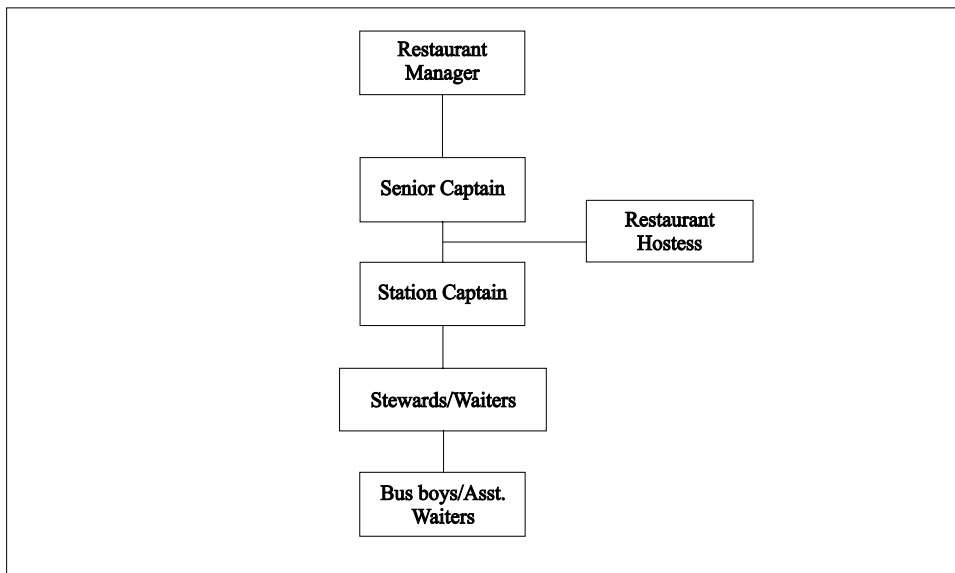 Restaurant
Manager
Senior Captain
Restaurant
Hostess
Station Captain
Stewards/Waiters
Bus boys/Asst.
Waiters